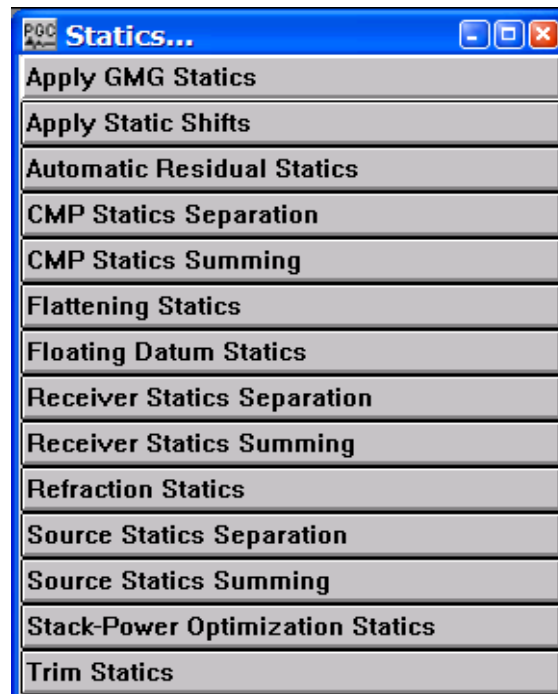 PGC
Statics...
Apply GMG Statics
Apply Static Shifts
Automatic Residual Statics
CMP Statics Separation
CMP Statics Summing
Flattening Statics
Floating Datum Statics
Receiver Statics Separation
Receiver Statics Summing
Refraction Statics
Source Statics Separation
Source Statics Summing
Stack-Power Optimization Statics
Trim Statics